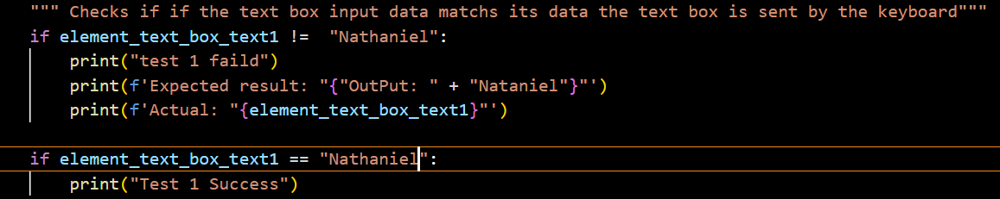 """ Checks if if the text box input data matchs its data the text box is sent by the keyboard"""
if element_text_box_text1 !=  "Nathaniel":
    print("test 1 faild")
    print(f'Expected result: "{"OutPut: " + "Nataniel"}"')
    print(f'Actual: "{element_text_box_text1}"')
if element_text_box_text1 == "Nathaniel":
    print("Test 1 Success")